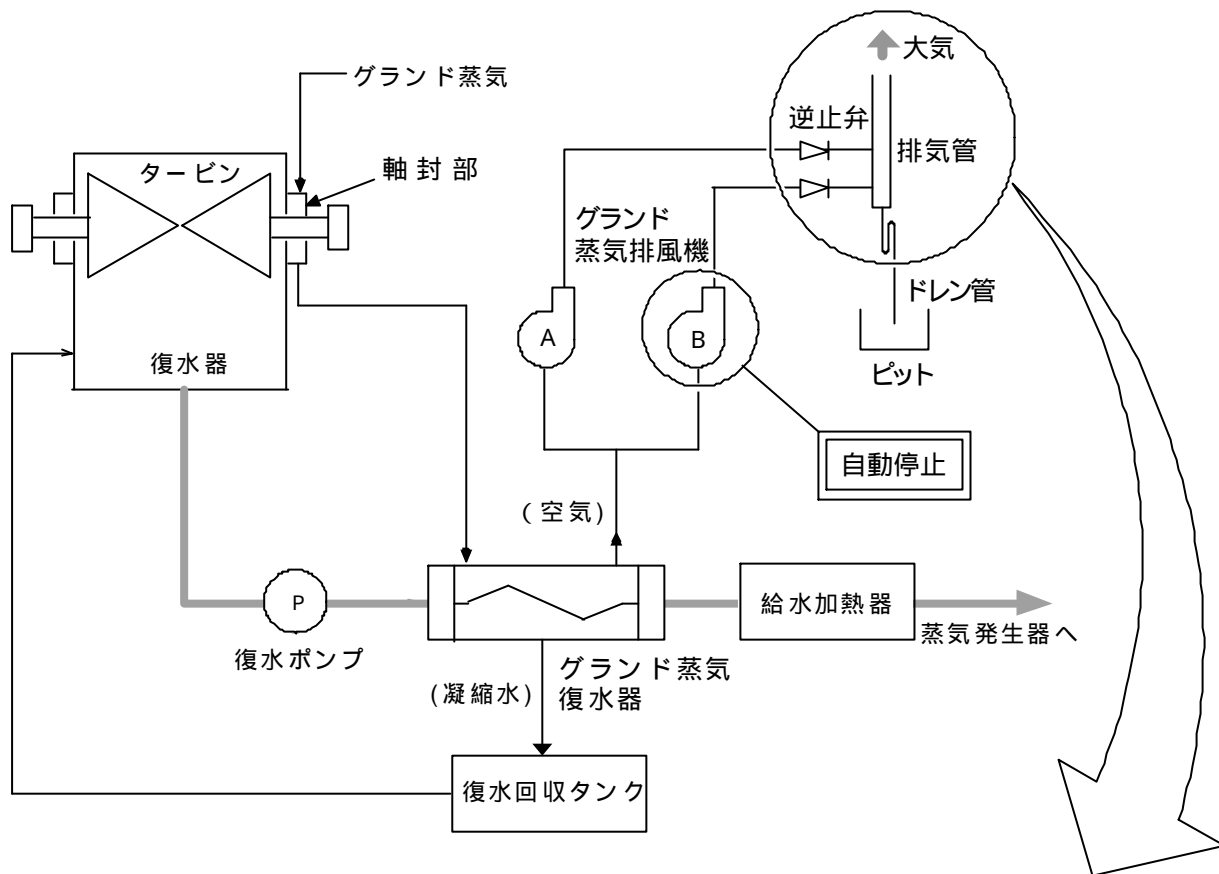 大気
グランド蒸気
逆止弁
排気管
タービン
軸封部
グランド
蒸気排風機
ドレン管
A
B
復水器
ピット
自動停止
(空気)
P
給水加熱器
蒸気発生器へ
復水ポンプ
グランド蒸気
復水器
(凝縮水)
復水回収タンク